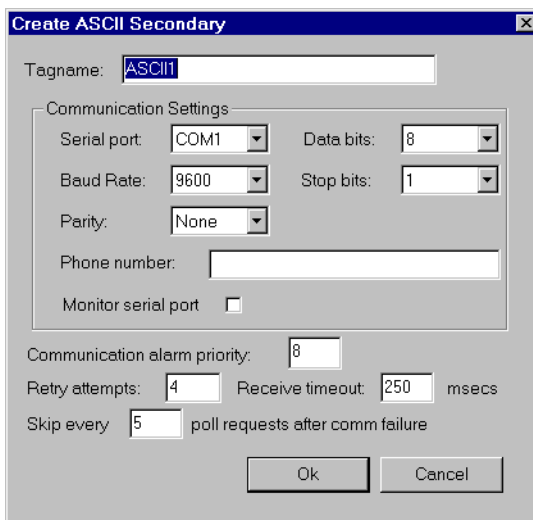 Create ASCII Secondary
Tagname: ASCII1
Communication Settings
Serial port: COM1 Data bits: 8
Baud Rate: 9600 Stop bits: 1
Parity: None
Phone number:
Monitor serial port
Communication alarm priority: 8
Retry attempts: 4 Receive timeout: 250 msecs
Skip every 5 poll requests after comm failure
Ok Cancel